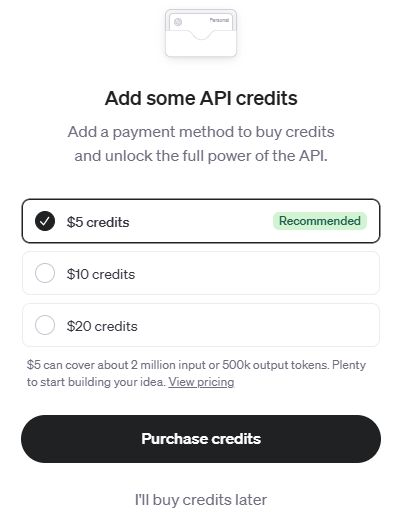 Personal
Add some API credits
Add a payment method to buy credits
and unlock the full power of the API.
$5 credits Recommended
$10 credits
$20 credits
$5 can cover about 2 million input or 500k output tokens. Plenty
to start building your idea. View pricing
Purchase credits
I'll buy credits later